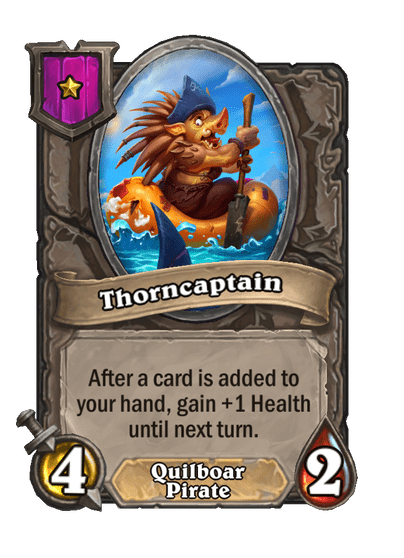 Thorncaptain
After a card is added to
your hand, gain +1 Health
until next turn.
4
Quilboar
Pirate
2